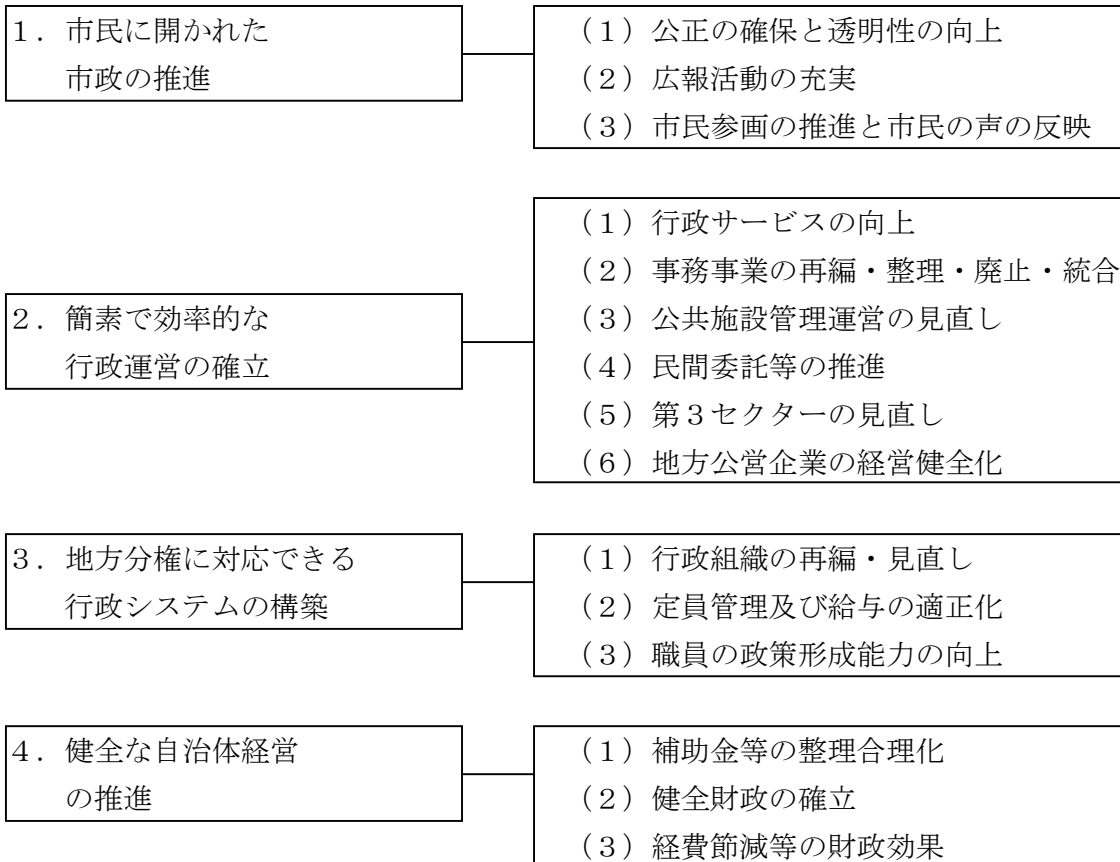 １．市民に開かれた
市政の推進
（１）公正の確保と透明性の向上
（２）広報活動の充実
（３）市民参画の推進と市民の声の反映
２．簡素で効率的な
行政運営の確立
（１）行政サービスの向上
（２）事務事業の再編・整理・廃止・統合
（３）公共施設管理運営の見直し
（４）民間委託等の推進
（５）第３セクターの見直し
（６）地方公営企業の経営健全化
３．地方分権に対応できる
行政システムの構築
（１）行政組織の再編・見直し
（２）定員管理及び給与の適正化
（３）職員の政策形成能力の向上
４．健全な自治体経営
の推進
（１）補助金等の整理合理化
（２）健全財政の確立
（３）経費節減等の財政効果